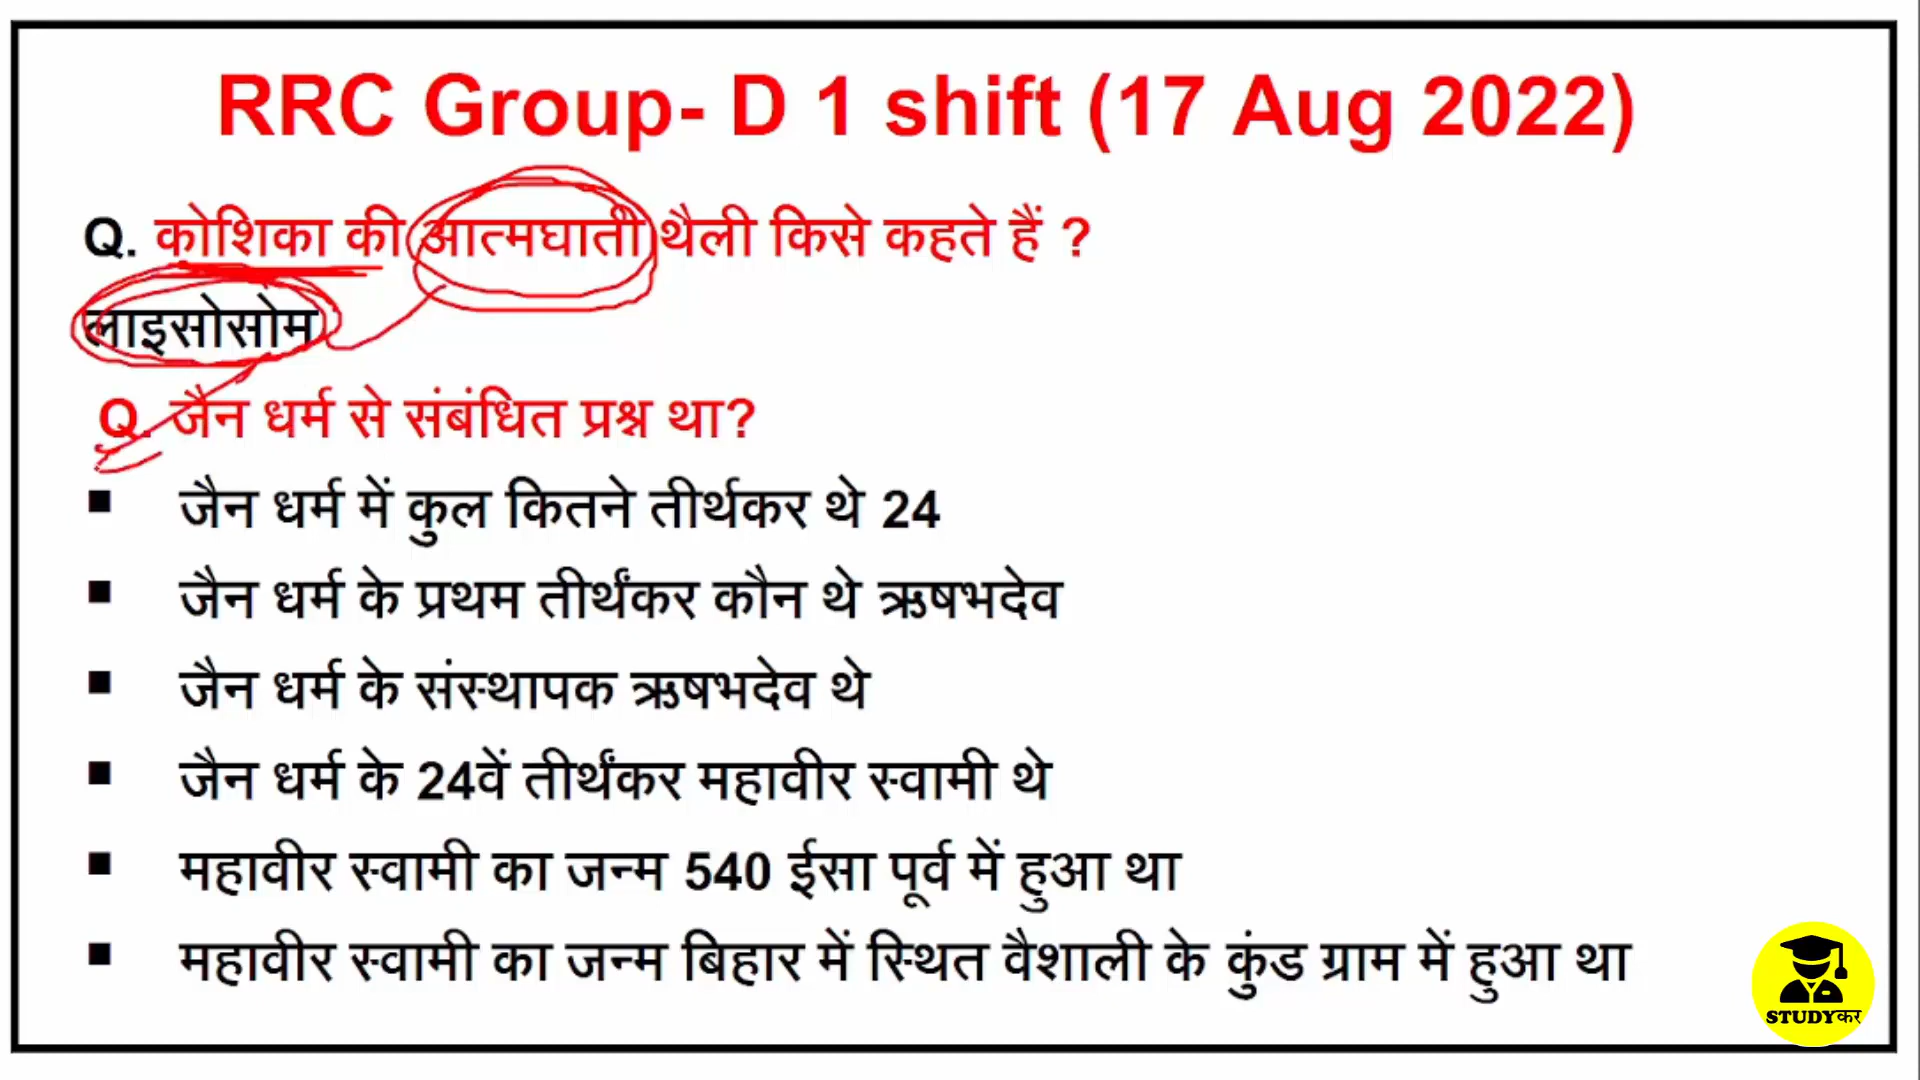 RRC Group- D 1 shift (17 Aug 2022)
Q. कोशिका की आत्मघाती थैली किसे कहते हैं ?
लाइसोसोम
Q. जैन धर्म से संबंधित प्रश्न था?
▪ जैन धर्म में कुल कितने तीर्थकर थे 24
▪ जैन धर्म के प्रथम तीर्थंकर कौन थे ऋषभदेव
▪ जैन धर्म के संस्थापक ऋषभदेव थे
▪ जैन धर्म के 24वें तीर्थंकर महावीर स्वामी थे
▪ महावीर स्वामी का जन्म 540 ईसा पूर्व में हुआ था
▪ महावीर स्वामी का जन्म बिहार में स्थित वैशाली के कुंड ग्राम में हुआ था
STUDYकर